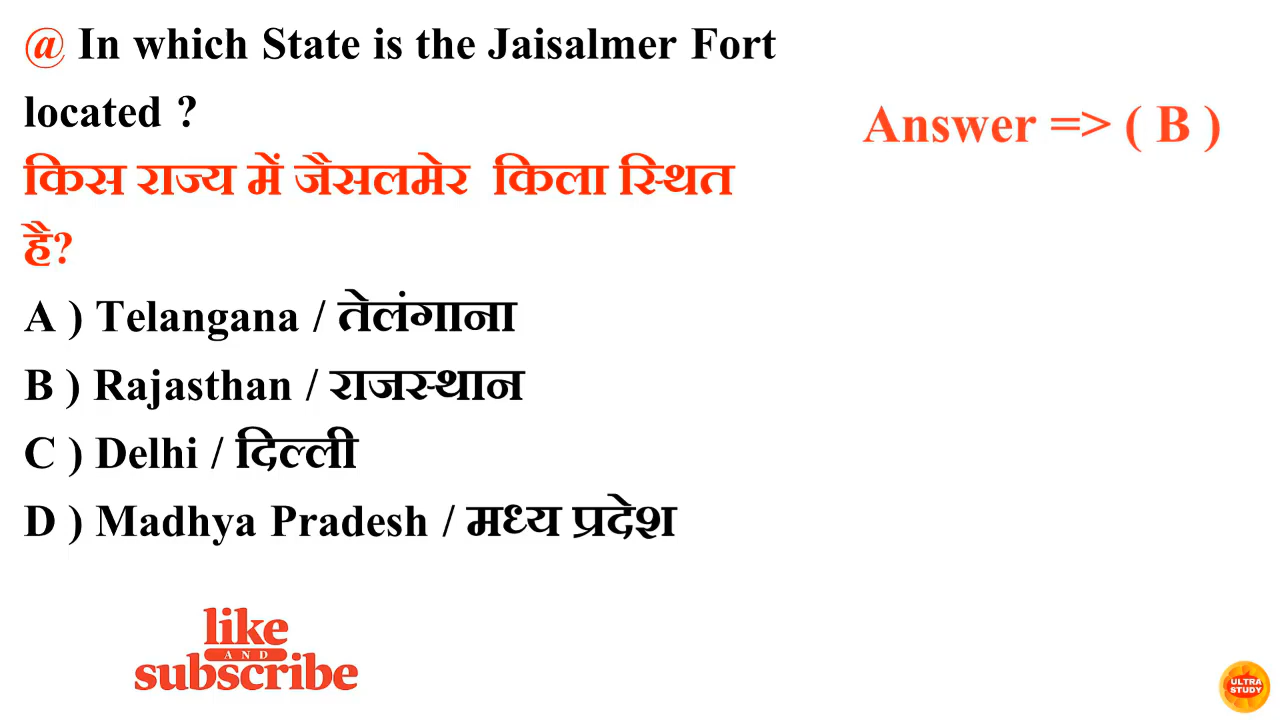 @ In which State is the Jaisalmer Fort
located ?
किस राज्य में जैसलमेर किला स्थित
है?
Answer => ( B )
A ) Telangana / तेलंगाना
B ) Rajasthan / राजस्थान
C ) Delhi / दिल्ली
D ) Madhya Pradesh / मध्य प्रदेश
like
AND
subscribe
ULTRA
STUDY